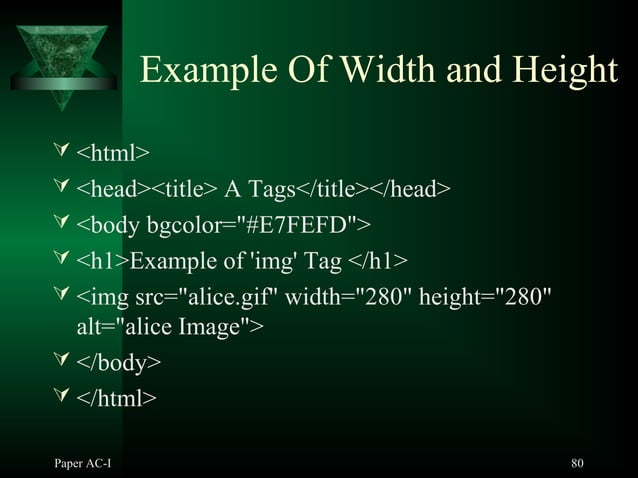 Example Of Width and Height
<html>
<head><title> A Tags</title></head>
<body bgcolor="#E7FEFD">
<h1>Example of 'img' Tag </h1>
<img src="alice.gif" width="280" height="280"
alt="alice Image">
</body>
</html>
Paper AC-I
80